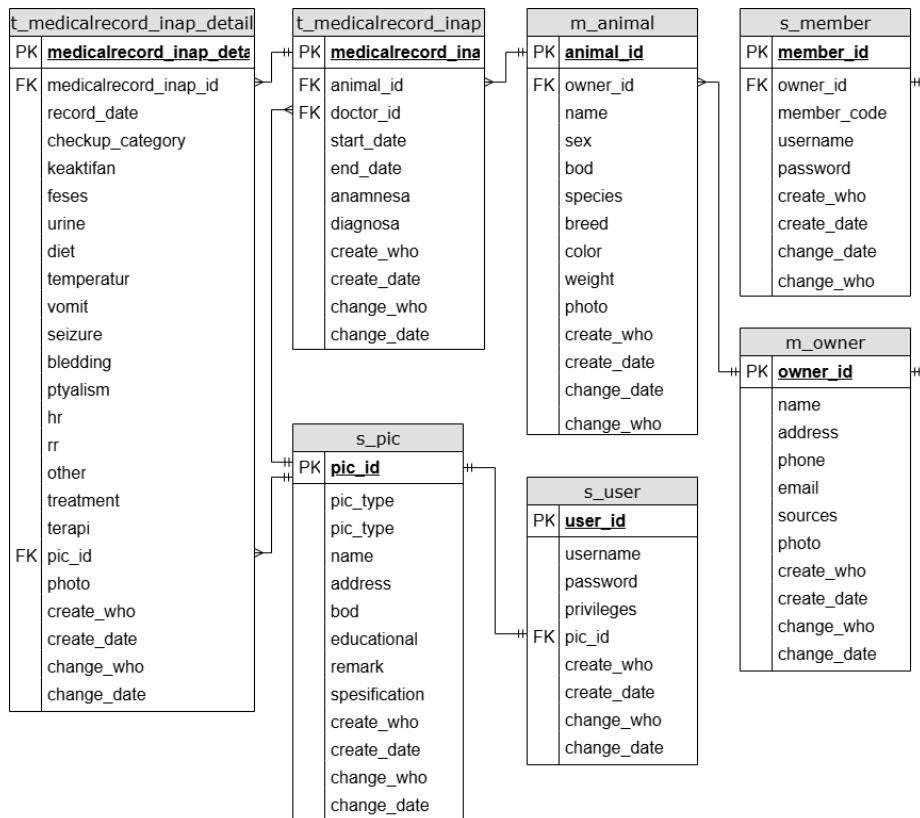 t_medicalrecord_inap_detail
PK medicalrecord_inap_deta
FK medicalrecord_inap_id
record_date
checkup_category
keaktifan
feses
urine
diet
temperatur
vomit
seizure
bledding
ptyalism
hr
rr
other
treatment
terapi
FK pic_id
photo
create_who
create_date
change_who
change_date
t_medicalrecord_inap
PK medicalrecord_ina
FK animal_id
FK doctor_id
start_date
end_date
anamnesa
diagnosa
create_who
create_date
change_who
change_date
s_pic
PK pic_id
pic_type
pic_type
name
address
bod
educational
remark
spesification
create_who
create_date
change_who
change_date
m_animal
PK animal_id
FK owner_id
name
sex
bod
species
breed
color
weight
photo
create_who
create_date
change_date
change_who
s_user
PK user_id
username
password
privileges
FK pic_id
create_who
create_date
change_who
change_date
s_member
PK member_id
FK owner_id
member_code
username
password
create_who
create_date
change_date
change_who
m_owner
PK owner_id
name
address
phone
email
sources
photo
create_who
create_date
change_who
change_date